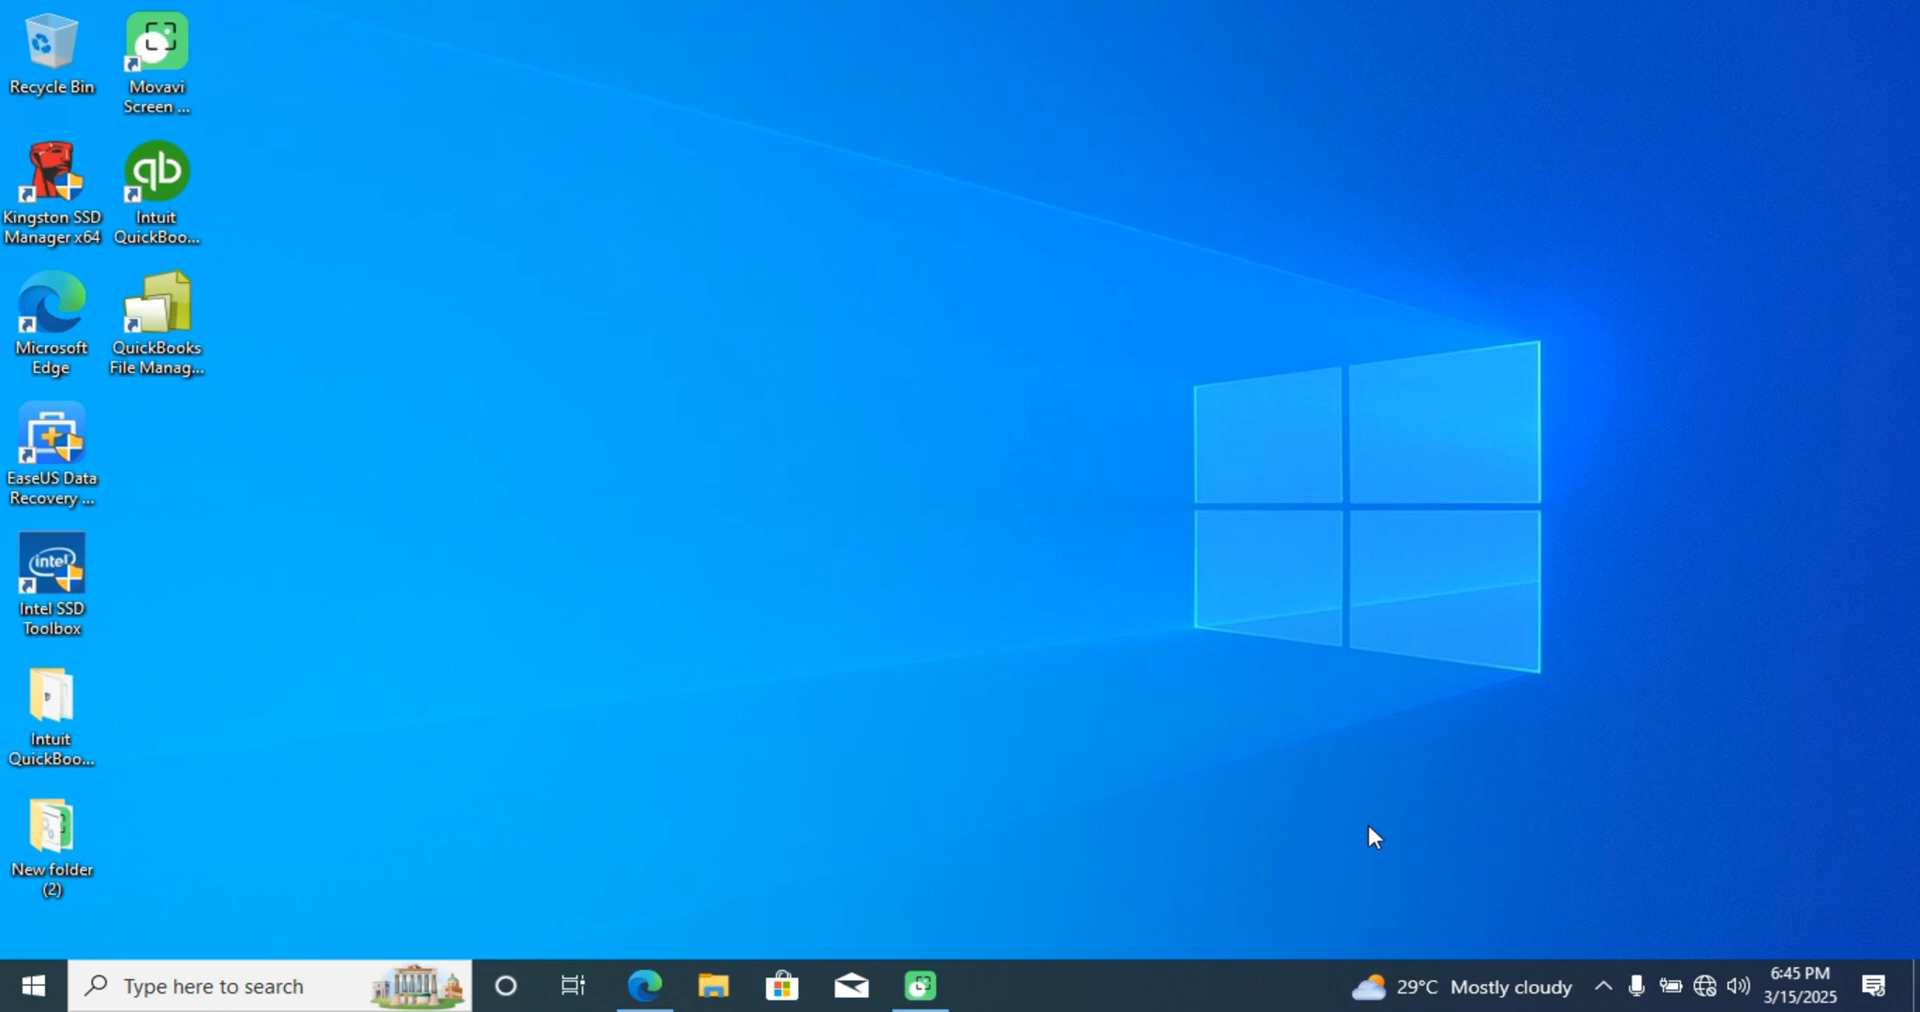 Recycle Bin
Movavi
Screen ...
Kingston SSD
Manager x64
qb
Intuit
QuickBoo...
Microsoft
Edge
QuickBooks
File Manag...
EaseUS Data
Recovery ...
intel
Intel SSD
Toolbox
Intuit
QuickBoo...
New folder
(2)
Type here to search
29°C Mostly cloudy
6:45 PM
3/15/2025